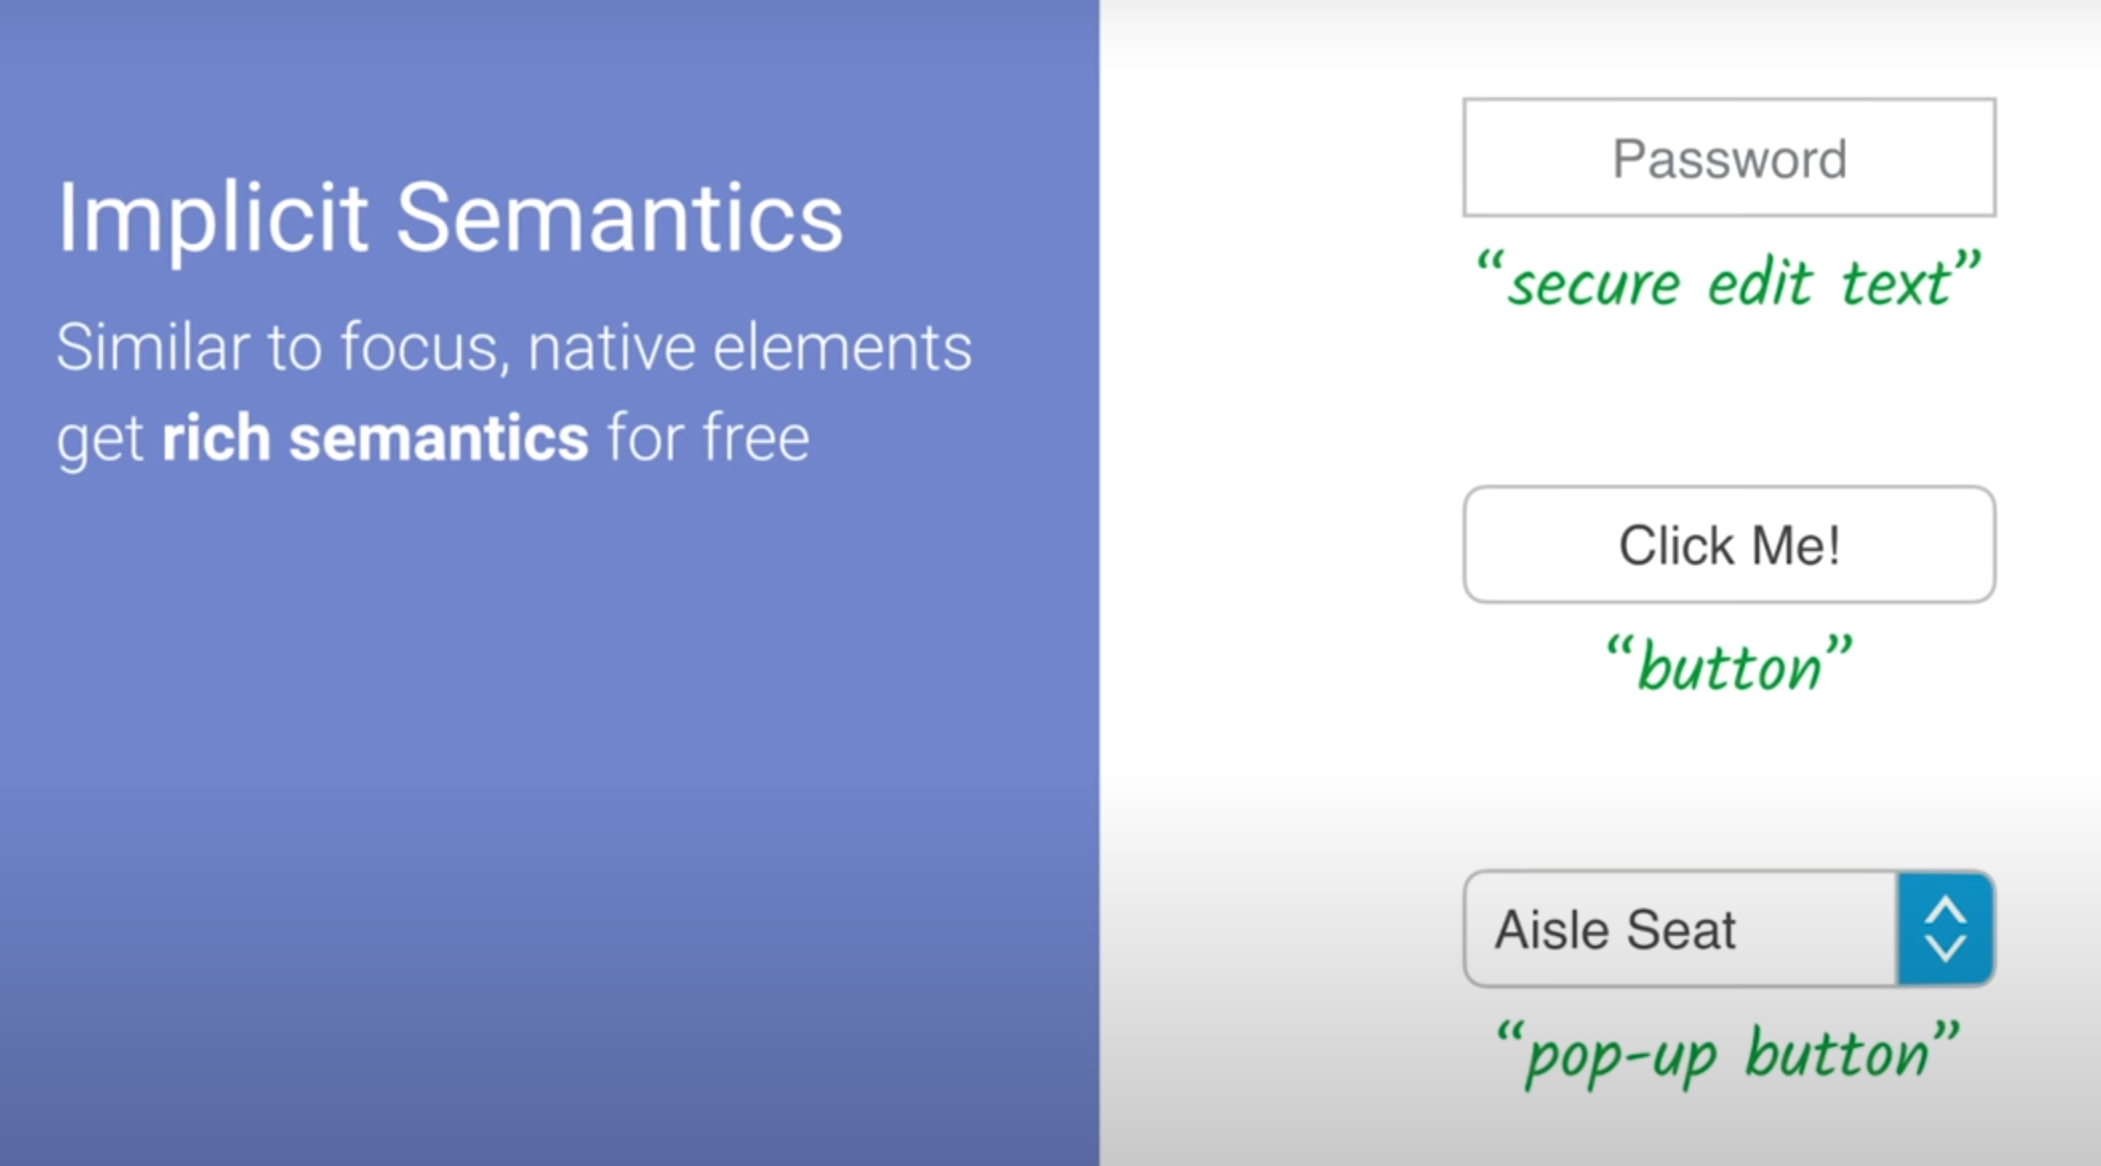 Implicit Semantics
Similar to focus, native elements
get rich semantics for free
Password
“secure edit text”
Click Me!
“button”
Aisle Seat
“pop-up button”